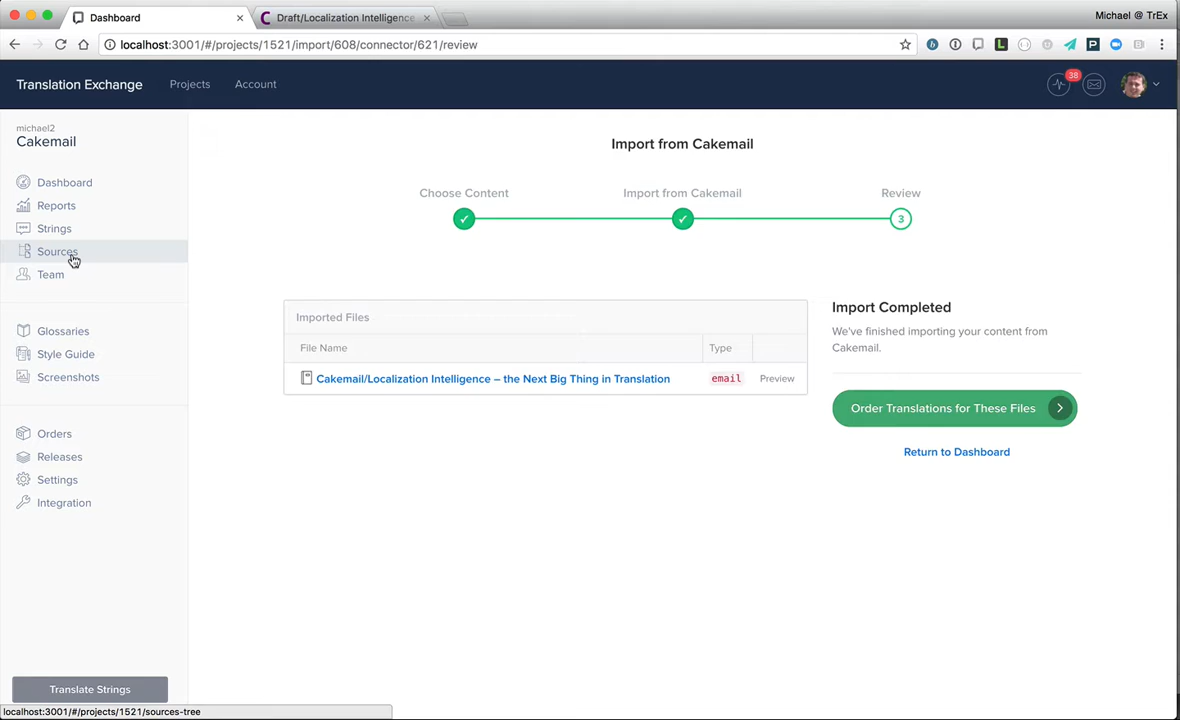 Dashboard
Draft/Localization Intelligence
Michael @ TrEx
localhost:3001/#/projects/1521/import/608/connector/621/review
Translation Exchange
Projects
Account
38
michael2
Cakemail
Dashboard
Reports
Strings
Sources
Team
Glossaries
Style Guide
Screenshots
Orders
Releases
Settings
Integration
Translate Strings
localhost:3001/#/projects/1521/sources-tree
Import from Cakemail
Choose Content
Import from Cakemail
Review
3
Imported Files
File Name
Type
Cakemail/Localization Intelligence – the Next Big Thing in Translation
email
Preview
Import Completed
We've finished importing your content from
Cakemail.
Order Translations for These Files
Return to Dashboard